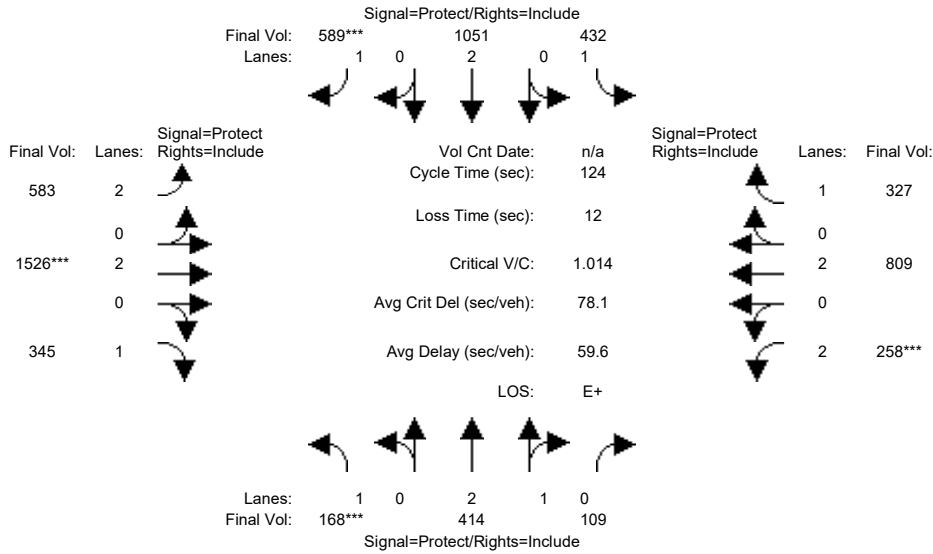 Signal=Protect/Rights=Include
Final Vol: 589*** 1051 432
Lanes: 1 0 2 0 1
Signal=Protect
Final Vol: Lanes: Rights=Include
Vol Cnt Date: n/a
Signal=Protect
Rights=Include Lanes: Final Vol:
Cycle Time (sec): 124
583 2
1 327
Loss Time (sec): 12
0
0
1526*** 2
Critical V/C: 1.014
2 809
0
Avg Crit Del (sec/veh): 78.1
0
345 1
Avg Delay (sec/veh): 59.6
2 258***
LOS: E+
Lanes: 1 0 2 1 0
Final Vol: 168*** 414 109
Signal=Protect/Rights=Include